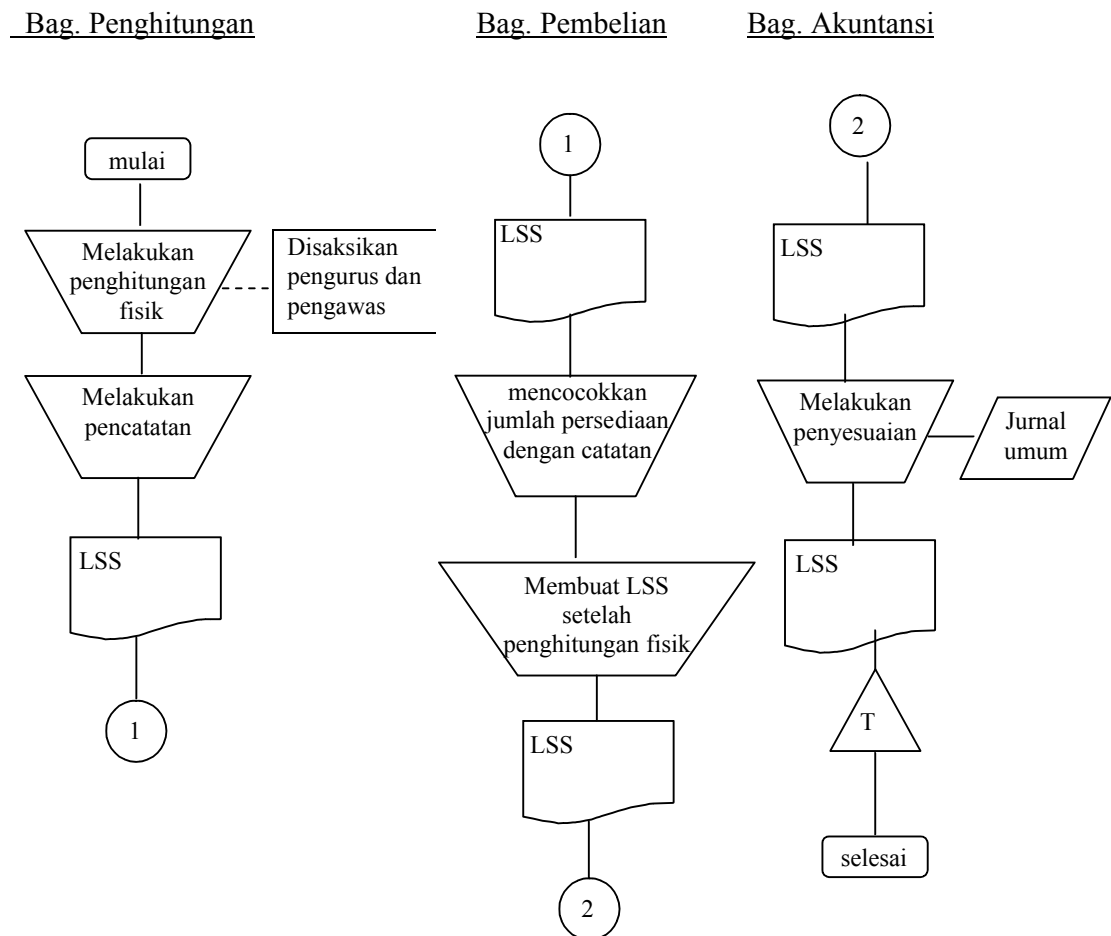 Bag. Penghitungan
mulai
Melakukan
penghitungan
fisik
Disaksikan
pengurus dan
pengawas
Melakukan
pencatatan
LSS
1
Bag. Pembelian
1
LSS
mencocokkan
jumlah persediaan
dengan catatan
Membuat LSS
setelah
penghitungan fisik
LSS
2
Bag. Akuntansi
2
LSS
Melakukan
penyesuaian
Jurnal
umum
LSS
T
selesai